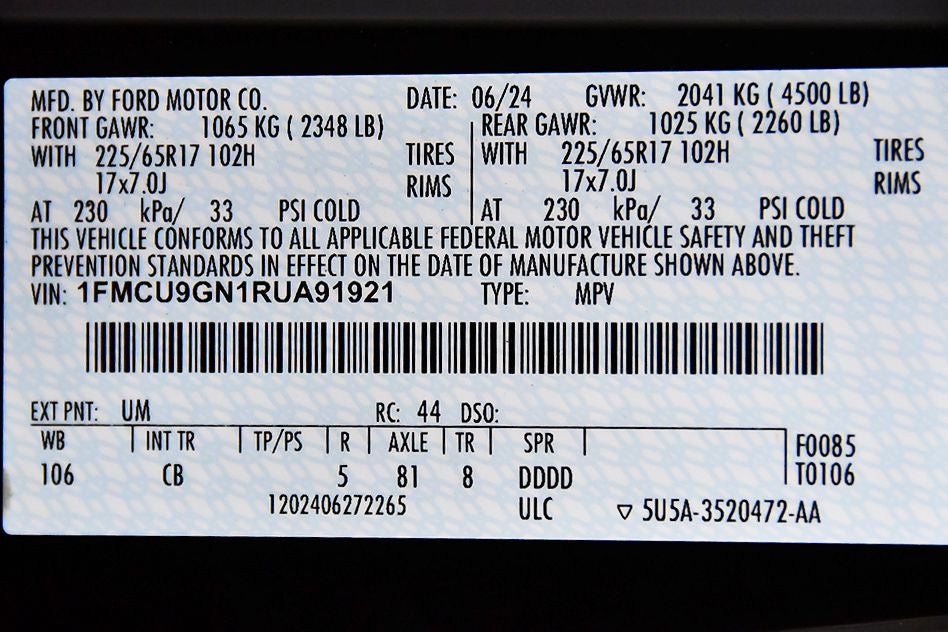 MFD. BY FORD MOTOR CO. DATE: 06/24 GVWR: 2041 KG ( 4500 LB)
FRONT GAWR: 1065 KG ( 2348 LB) REAR GAWR: 1025 KG ( 2260 LB)
WITH 225/65R17 102H TIRES WITH 225/65R17 102H TIRES
17x7.0J RIMS 17x7.0J RIMS
AT 230 kPa/ 33 PSI COLD AT 230 kPa/ 33 PSI COLD
THIS VEHICLE CONFORMS TO ALL APPLICABLE FEDERAL MOTOR VEHICLE SAFETY AND THEFT
PREVENTION STANDARDS IN EFFECT ON THE DATE OF MANUFACTURE SHOWN ABOVE.
VIN: 1FMCU9GN1RUA91921 TYPE: MPV
EXT PNT: UM RC: 44 DSO:
WB INT TR TP/PS R AXLE TR SPR F0085
106 CB 5 81 8 DDDD T0106
1202406272265 ULC ▽ 5U5A-3520472-AA